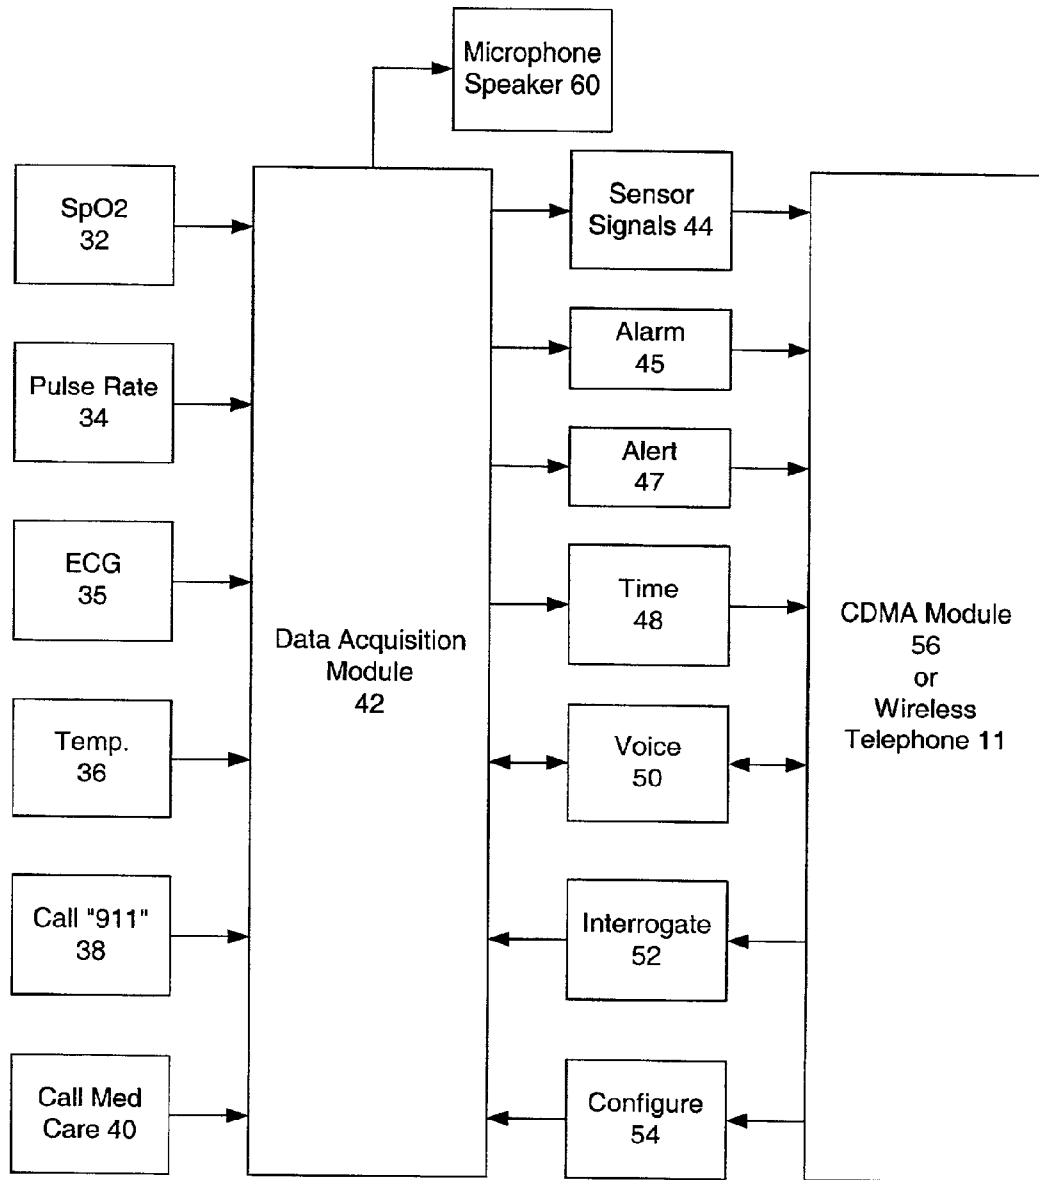 Microphone
Speaker 60
SpO2
32
Pulse Rate
34
ECG
35
Temp.
36
Call "911"
38
Call Med
Care 40
Data Acquisition
Module
42
Sensor
Signals 44
Alarm
45
Alert
47
Time
48
Voice
50
Interrogate
52
Configure
54
CDMA Module
56
or
Wireless
Telephone 11